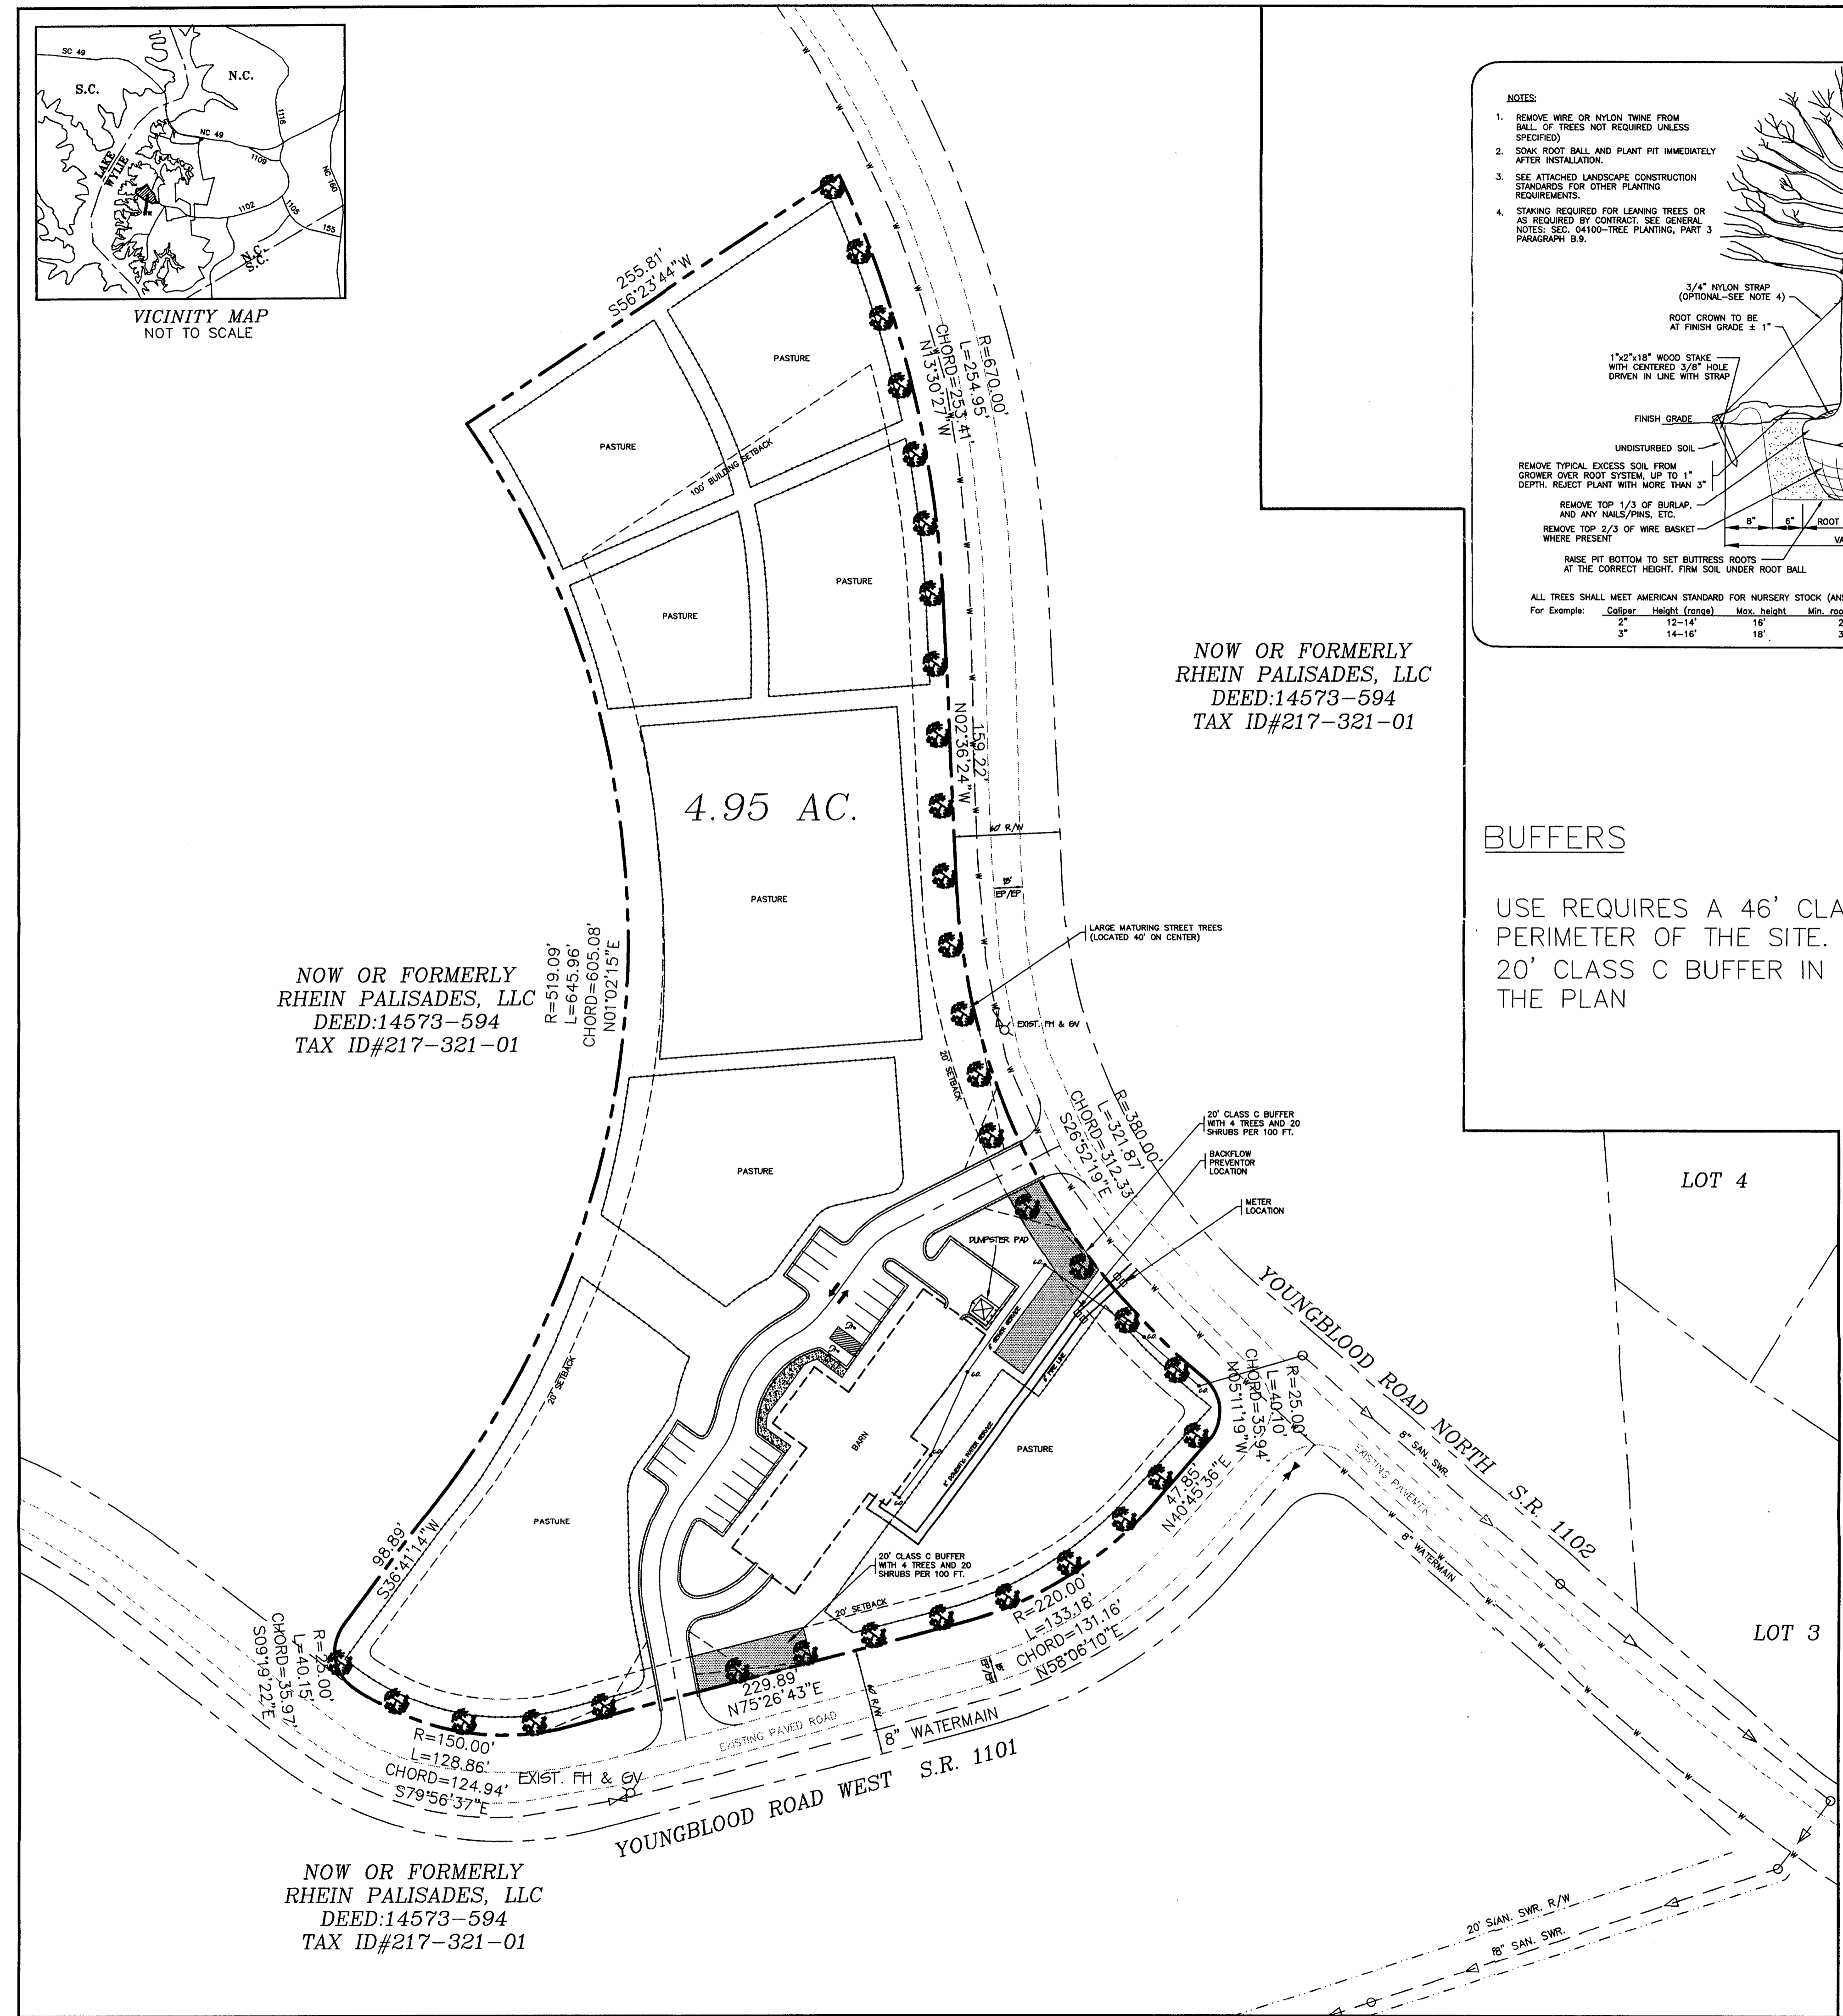 SC 49
N.C.
S.C.
1116
NC 49
1109
LAKE
WYLIE
NC 160
1102
1105
155
N.C.
S.C.
VICINITY MAP
NOT TO SCALE
NOTES:
1. REMOVE WIRE OR NYLON TWINE FROM
BALL. OF TREES NOT REQUIRED UNLESS
SPECIFIED)
2. SOAK ROOT BALL AND PLANT PIT IMMEDIATELY
AFTER INSTALLATION.
3. SEE ATTACHED LANDSCAPE CONSTRUCTION
STANDARDS FOR OTHER PLANTING
REQUIREMENTS.
4. STAKING REQUIRED FOR LEANING TREES OR
AS REQUIRED BY CONTRACT. SEE GENERAL
NOTES: SEC. 04100-TREE PLANTING, PART 3
PARAGRAPH B.9.
3/4" NYLON STRAP
(OPTIONAL-SEE NOTE 4)
ROOT CROWN TO BE
AT FINISH GRADE ± 1"
1"x2"x18" WOOD STAKE
WITH CENTERED 3/8" HOLE
DRIVEN IN LINE WITH STRAP
FINISH GRADE
UNDISTURBED SOIL
REMOVE TYPICAL EXCESS SOIL FROM
GROWER OVER ROOT SYSTEM, UP TO 1"
DEPTH. REJECT PLANT WITH MORE THAN 3"
REMOVE TOP 1/3 OF BURLAP,
AND ANY NAILS/PINS, ETC.
REMOVE TOP 2/3 OF WIRE BASKET
WHERE PRESENT
8" 6" ROOT
VA
RAISE PIT BOTTOM TO SET BUTTRESS ROOTS
AT THE CORRECT HEIGHT. FIRM SOIL UNDER ROOT BALL
ALL TREES SHALL MEET AMERICAN STANDARD FOR NURSERY STOCK (ANS
For Example: Caliper Height (range) Max. height Min. roo
2" 12-14' 16' 2
3" 14-16' 18' 3
255.81'
S56°23'44"W
PASTURE
PASTURE
100' BUILDING SETBACK
R=670.00'
L=254.95'
CHORD=253.41'
N13°30'27"W
PASTURE
PASTURE
NOW OR FORMERLY
RHEIN PALISADES, LLC
DEED:14573-594
TAX ID#217-321-01
159.22'
N02°36'24"W
4.95 AC.
60' R/W
18'
EP/EP
PASTURE
BUFFERS
USE REQUIRES A 46' CLA
PERIMETER OF THE SITE.
20' CLASS C BUFFER IN
THE PLAN
LARGE MATURING STREET TREES
(LOCATED 40' ON CENTER)
NOW OR FORMERLY
RHEIN PALISADES, LLC
DEED:14573-594
TAX ID#217-321-01
R=519.09'
L=645.96'
CHORD=605.08'
N01°02'15"E
EXIST. FH & GV
20' SETBACK
R=380.00'
L=321.87'
CHORD=312.33'
S26°52'19"E
20' CLASS C BUFFER
WITH 4 TREES AND 20
SHRUBS PER 100 FT.
BACKFLOW
PREVENTOR
LOCATION
METER
LOCATION
LOT 4
PASTURE
DUMPSTER PAD
C.O.
YOUNGBLOOD ROAD NORTH S.R. 1102
C.O.
C.O.
R=25.00'
L=40.10'
CHORD=35.94'
N05°11'19"W
20' SETBACK
C.O.
BARN
C.O.
PASTURE
8" SAN. SWR.
EXISTING PAVEMENT
8" WATERMAIN
47.85'
N40°45'36"E
C.O.
PASTURE
98.89'
S36°41'14"W
20' CLASS C BUFFER
WITH 4 TREES AND 20
SHRUBS PER 100 FT.
20' SETBACK
R=220.00'
L=133.18'
CHORD=131.16'
N58°06'10"E
LOT 3
R=25.00'
L=40.15'
CHORD=35.97'
S09°19'22"E
229.89'
N75°26'43"E
60' R/W
18'
EP/EP
R=150.00'
L=128.86'
CHORD=124.94'
S79°56'37"E
EXISTING PAVED ROAD
8" WATERMAIN
EXIST. FH & GV
YOUNGBLOOD ROAD WEST S.R. 1101
NOW OR FORMERLY
RHEIN PALISADES, LLC
DEED:14573-594
TAX ID#217-321-01
20' S/AN. SWR. R/W
8" SAN. SWR.